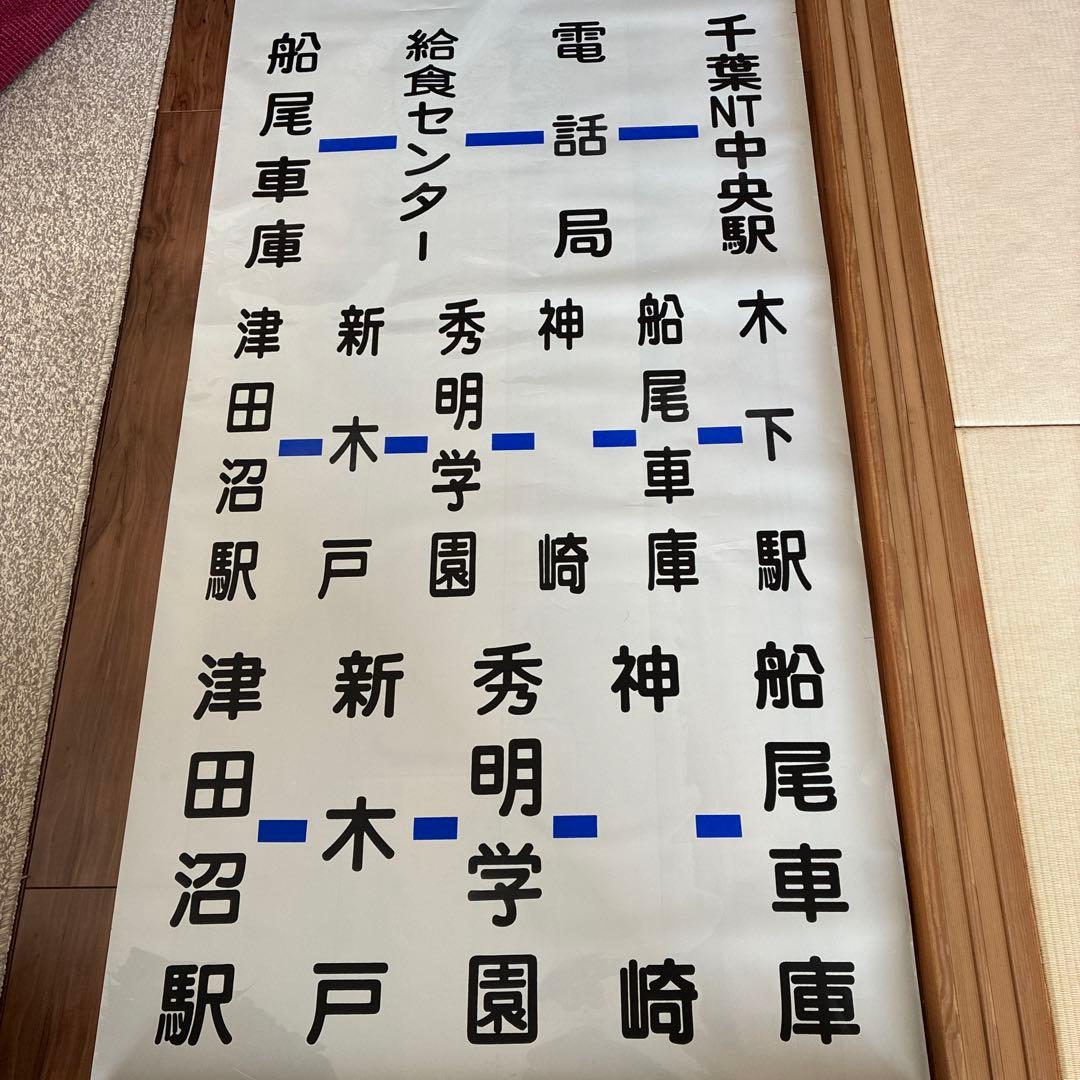 船尾車庫
給食センター
電話局
千葉NT中央駅
津田沼駅
新木戸
秀明学園
神崎
船尾車庫
木下駅
津田沼駅
新木戸
秀明学園
神崎
船尾車庫